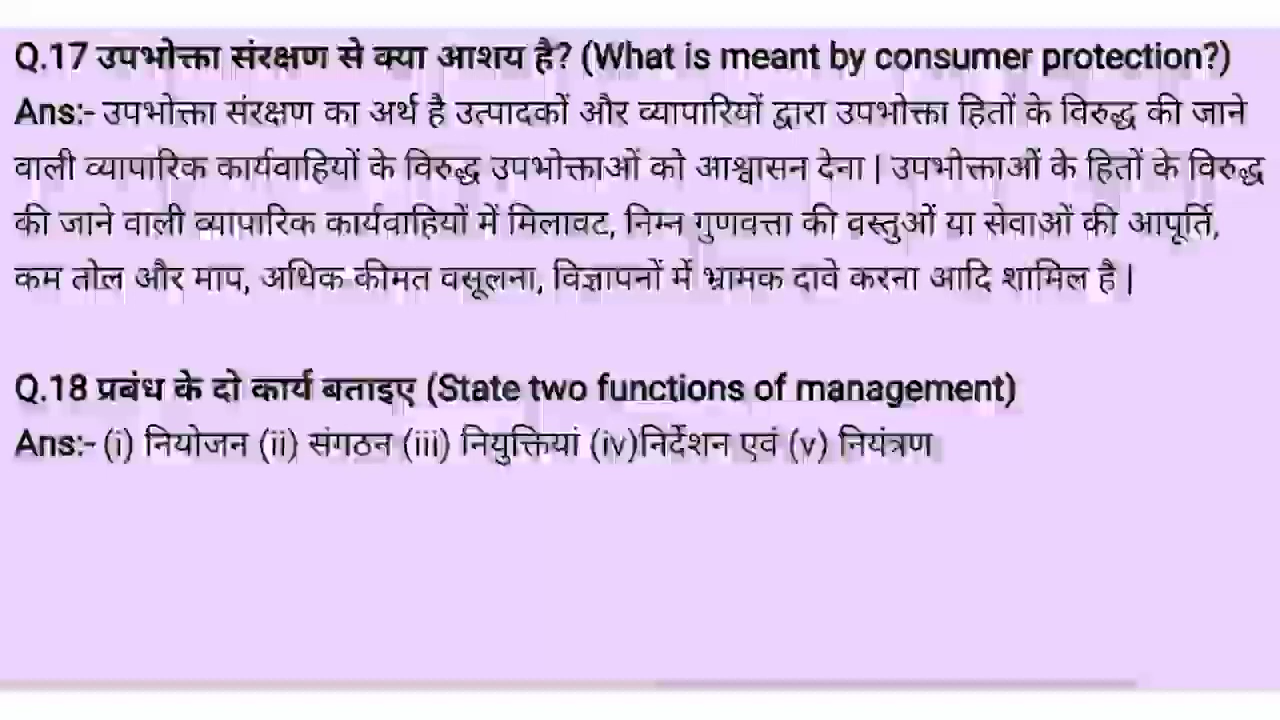 Q.17 उपभोक्ता संरक्षण से क्या आशय है? (What is meant by consumer protection?)
Ans:- उपभोक्ता संरक्षण का अर्थ है उत्पादकों और व्यापारियों द्वारा उपभोक्ता हितों के विरुद्ध की जाने
वाली व्यापारिक कार्यवाहियों के विरुद्ध उपभोक्ताओं को आश्वासन देना | उपभोक्ताओं के हितों के विरुद्ध
की जाने वाली व्यापारिक कार्यवाहियों में मिलावट, निम्न गुणवत्ता की वस्तुओं या सेवाओं की आपूर्ति,
कम तोल और माप, अधिक कीमत वसूलना, विज्ञापनों में भ्रामक दावे करना आदि शामिल है |
Q.18 प्रबंध के दो कार्य बताइए (State two functions of management)
Ans:- (i) नियोजन (ii) संगठन (iii) नियुक्तियां (iv)निर्देशन एवं (v) नियंत्रण